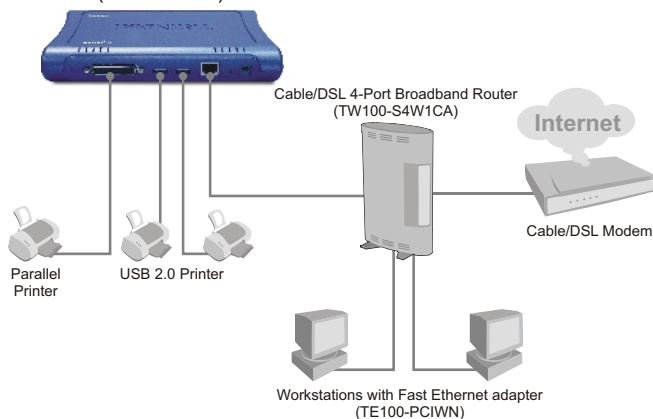 Cable/DSL 4-Port Broadband Router
(TW100-S4W1CA)
Internet
Cable/DSL Modem
Parallel
Printer
USB 2.0 Printer
Workstations with Fast Ethernet adapter
(TE100-PCIWN)